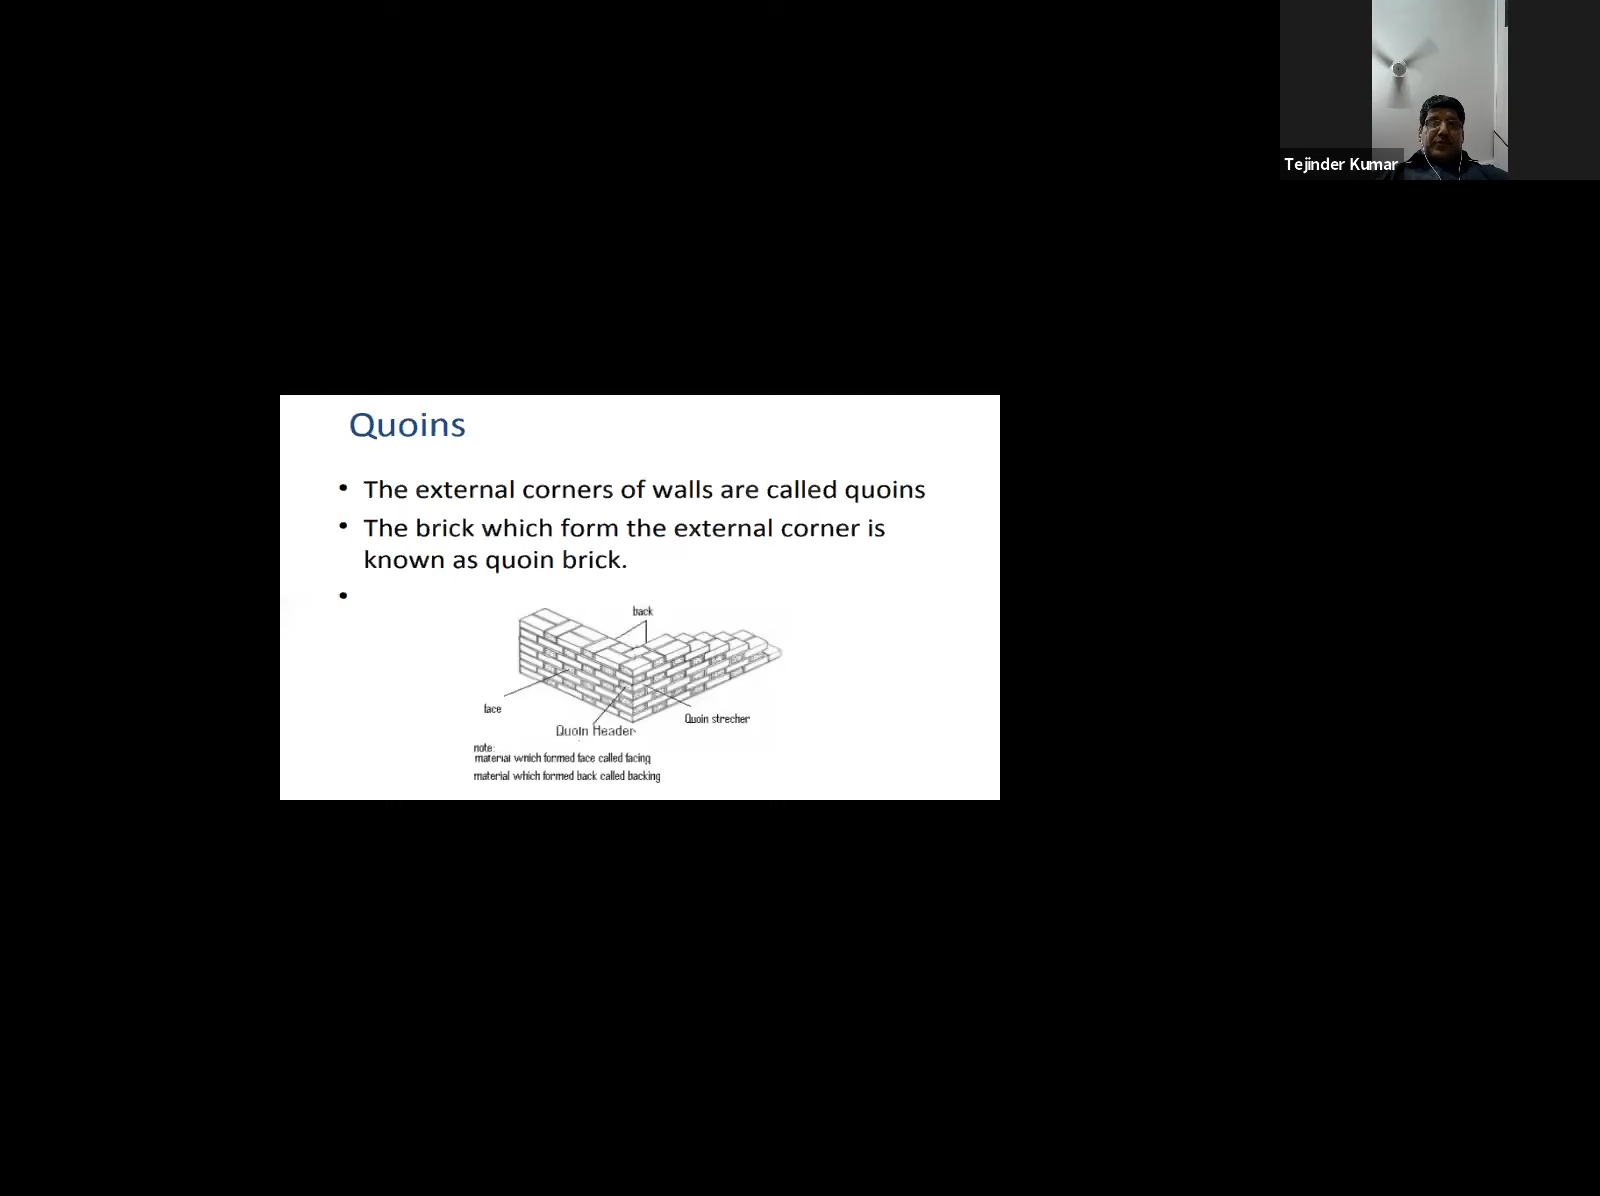 Tejinder Kumar
Quoins
• The external corners of walls are called quoins
• The brick which form the external corner is
known as quoin brick.
•
back
face
Quoin strecher
Quoin Header
note:
material which formed face called facing
material which formed back called backing